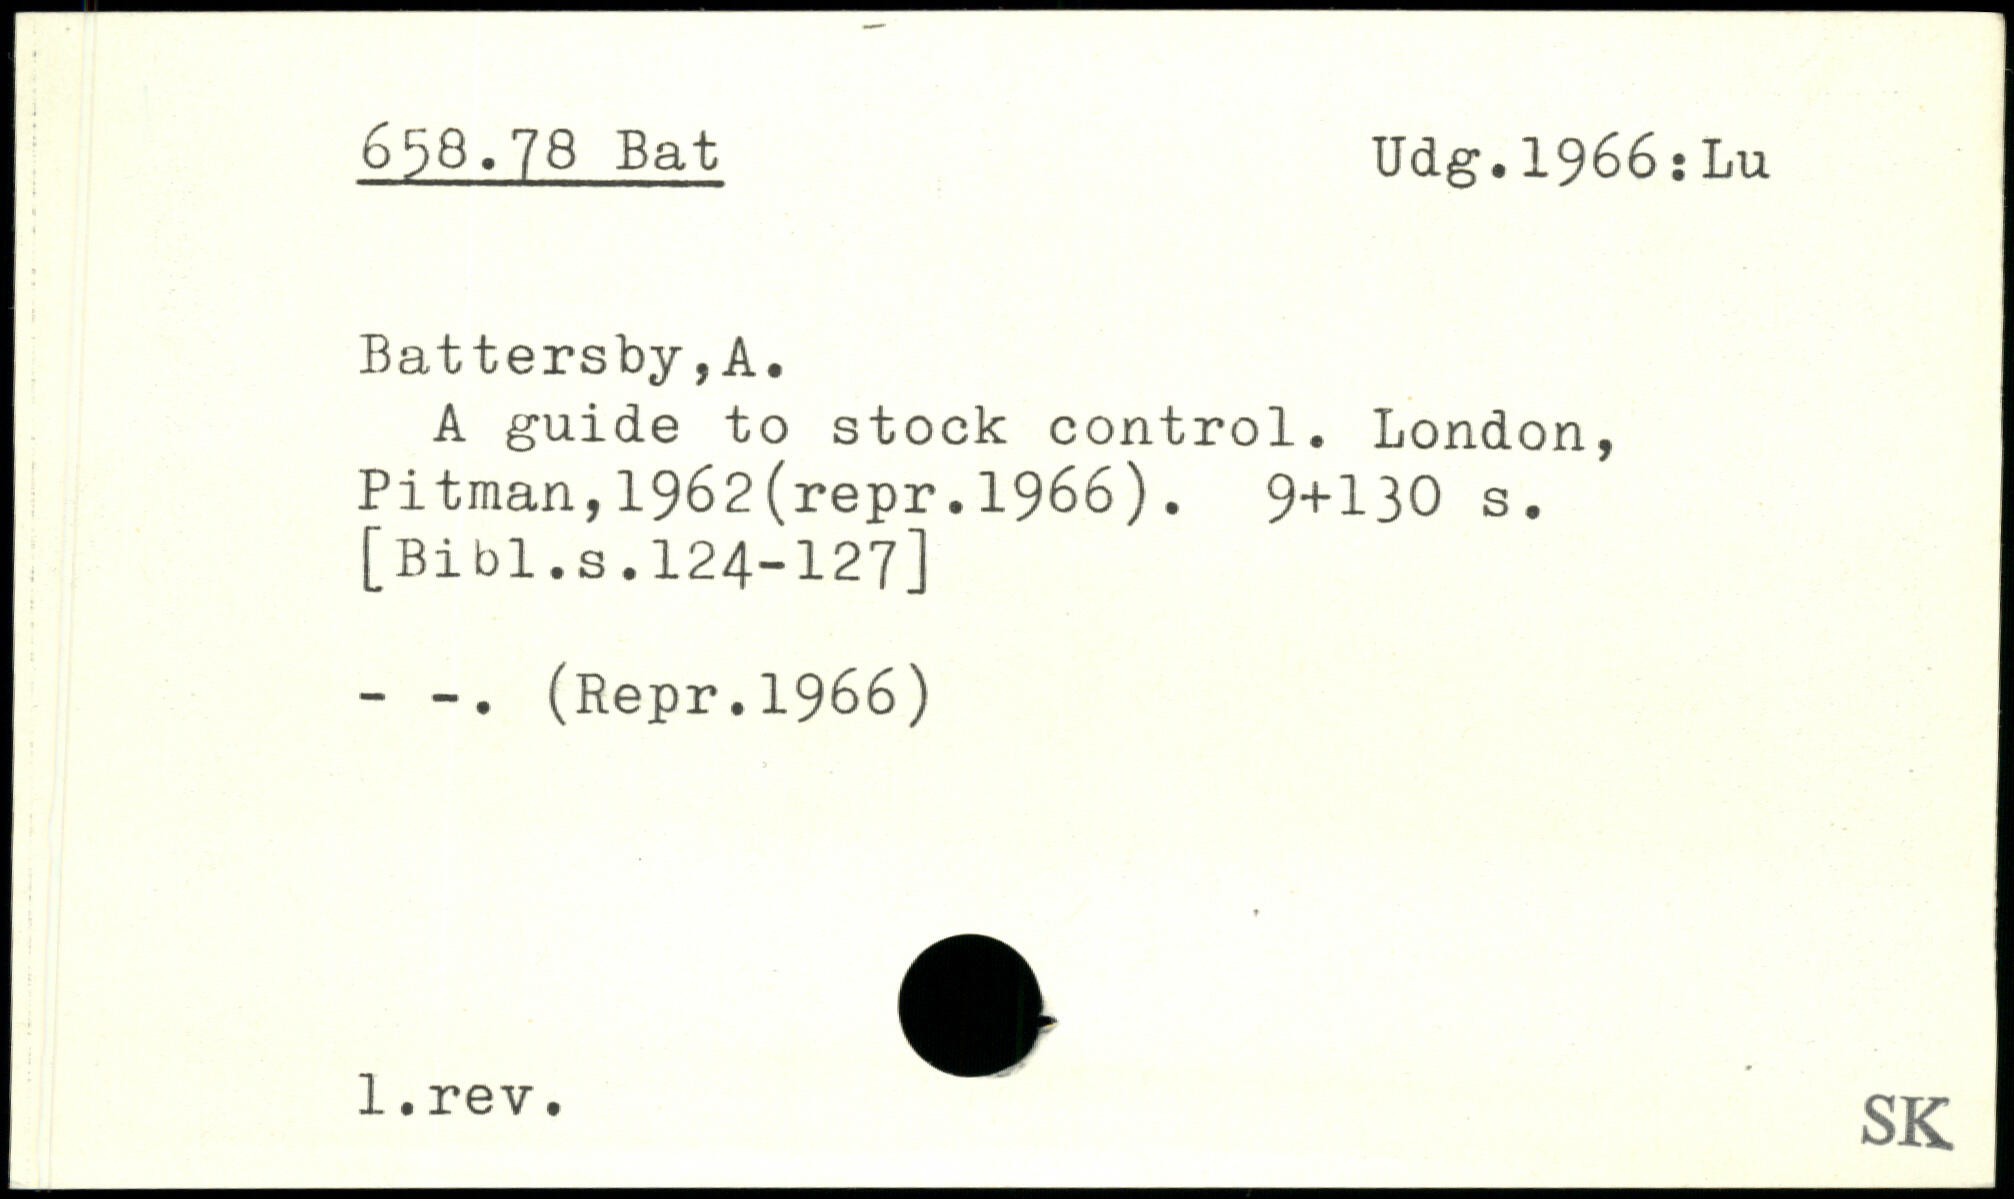 658.78 Bat
Udg.1966:Lu
Battersby,A.
A guide to stock control. London,
Pitman,1962(repr.1966). 9+130 s.
[Bibl.s.124-127]
- -. (Repr.1966)
1.rev.
SK